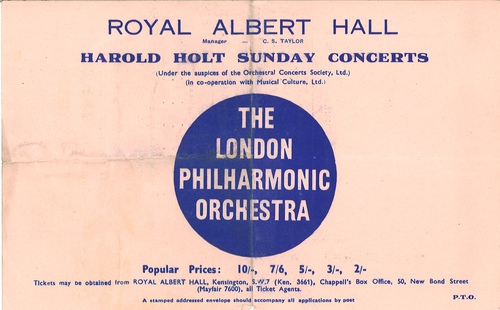 ROYAL ALBERT HALL
Manager - C. S. TAYLOR
HAROLD HOLT SUNDAY CONCERTS
(Under the auspices of the Orchestral Concerts Society, Ltd.)
(In co-operation with Musical Culture, Ltd.)
THE
LONDON
PHILHARMONIC
ORCHESTRA
Popular Prices: 10/-, 7/6, 5/-, 3/-, 2/-
Tickets may be obtained from ROYAL ALBERT HALL, Kensington, S.W.7 (Ken. 3661), Chappell's Box Office, 50, New Bond Street
(Mayfair 7600), all Ticket Agents.
A stamped addressed envelope should accompany all applications by post
P.T.O.